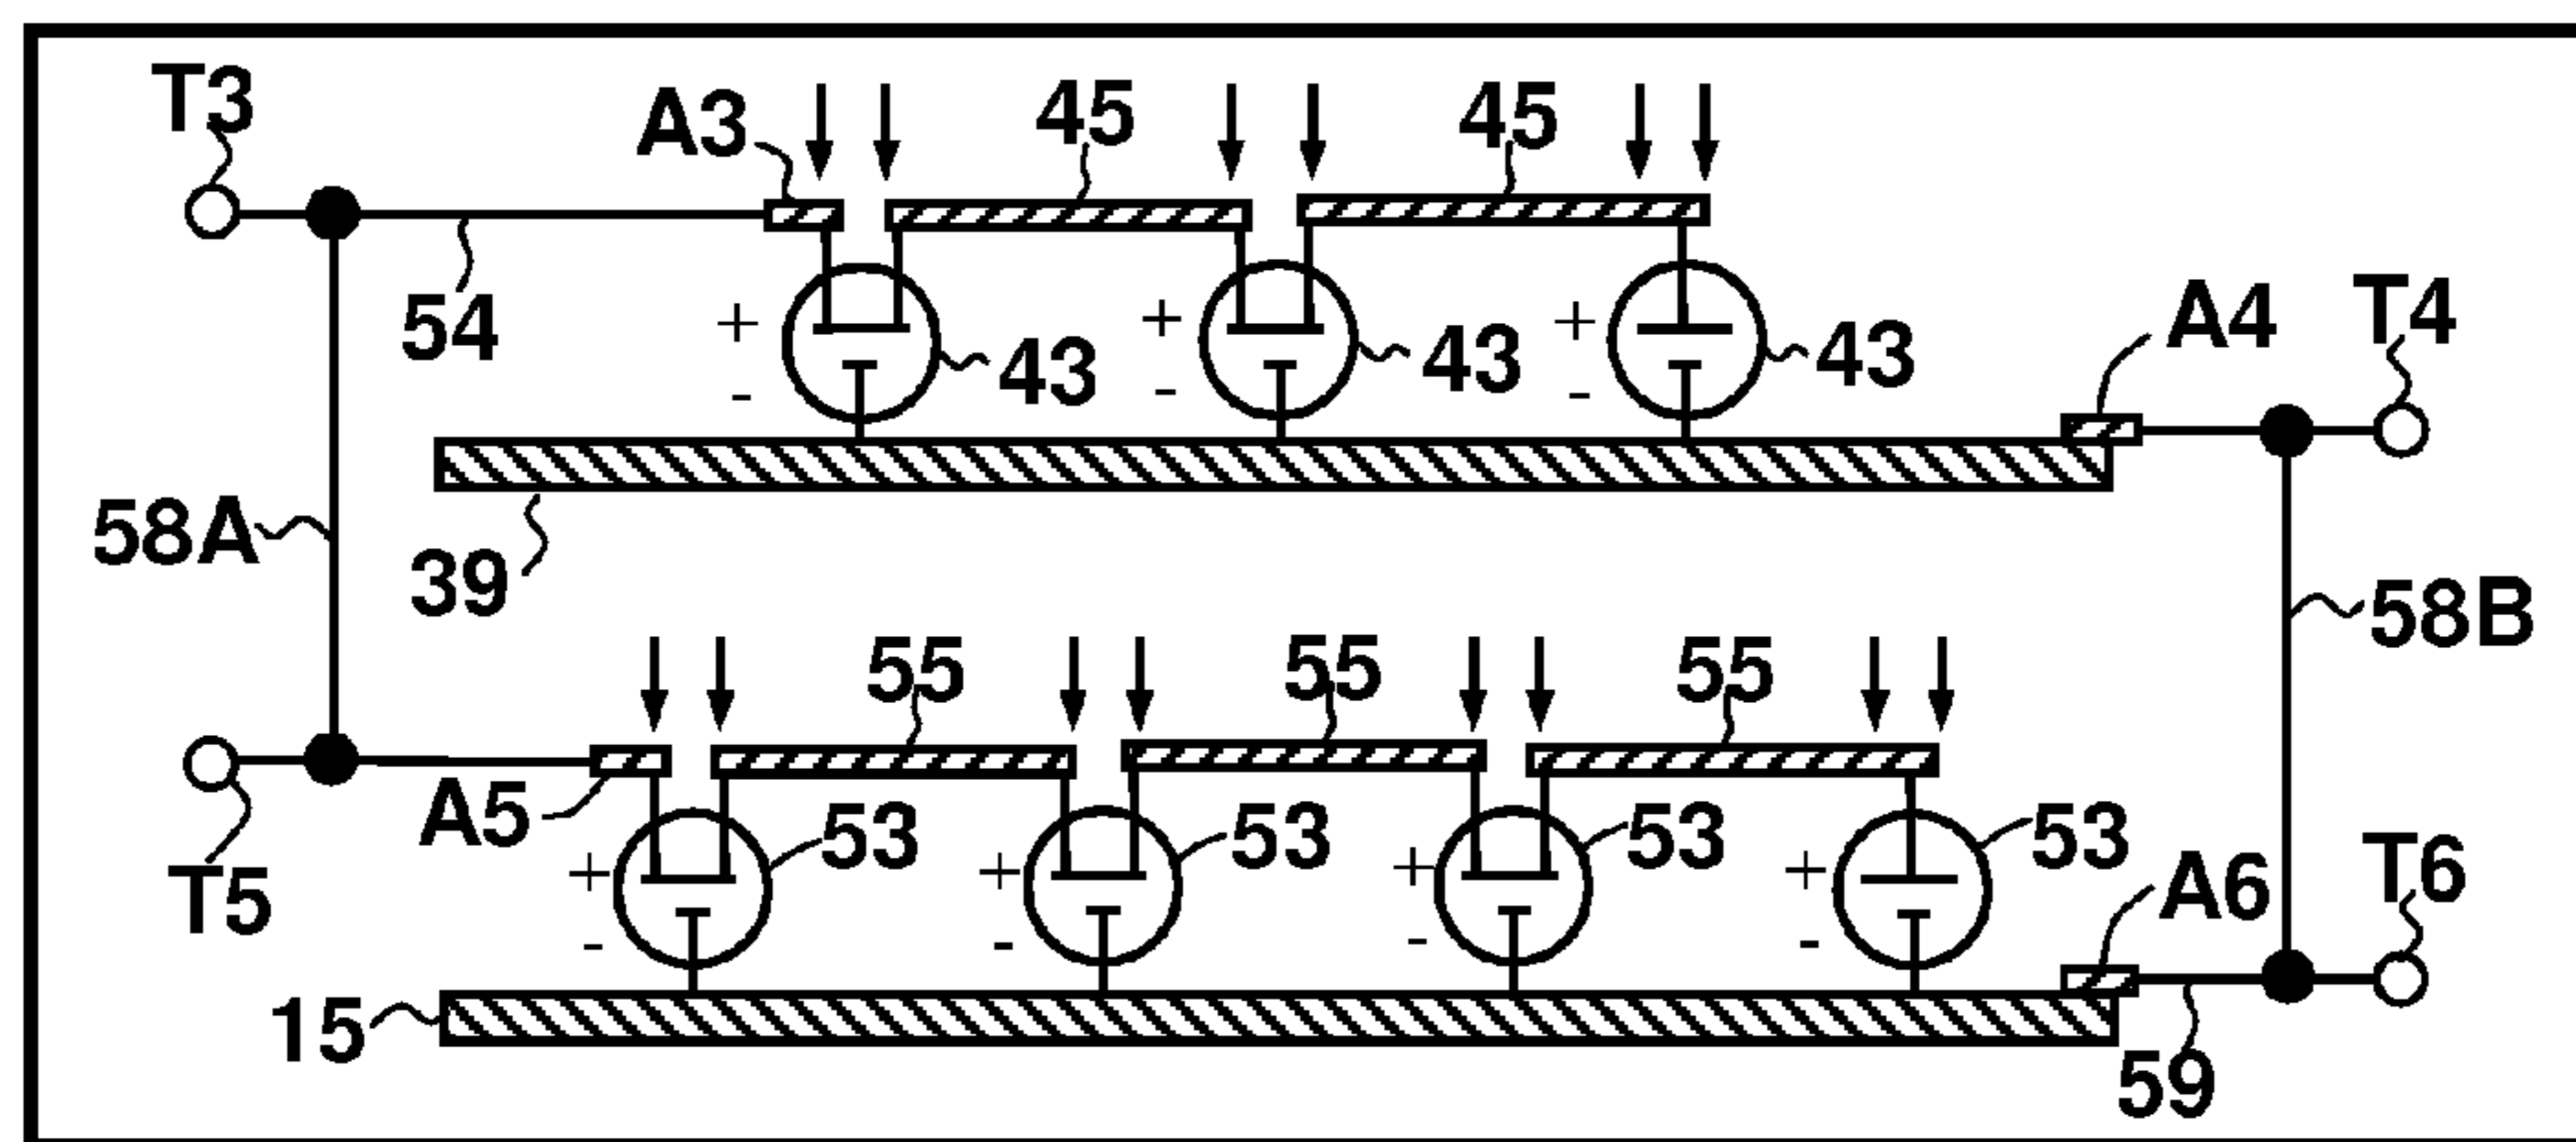 T3 A3 45 45
54 43 43 43 A4 T4
+ + +
- - -
58A 39 58B
55 55 55
A5 53 53 53 53 A6 T6
T5 + + + +
- - - -
15 59